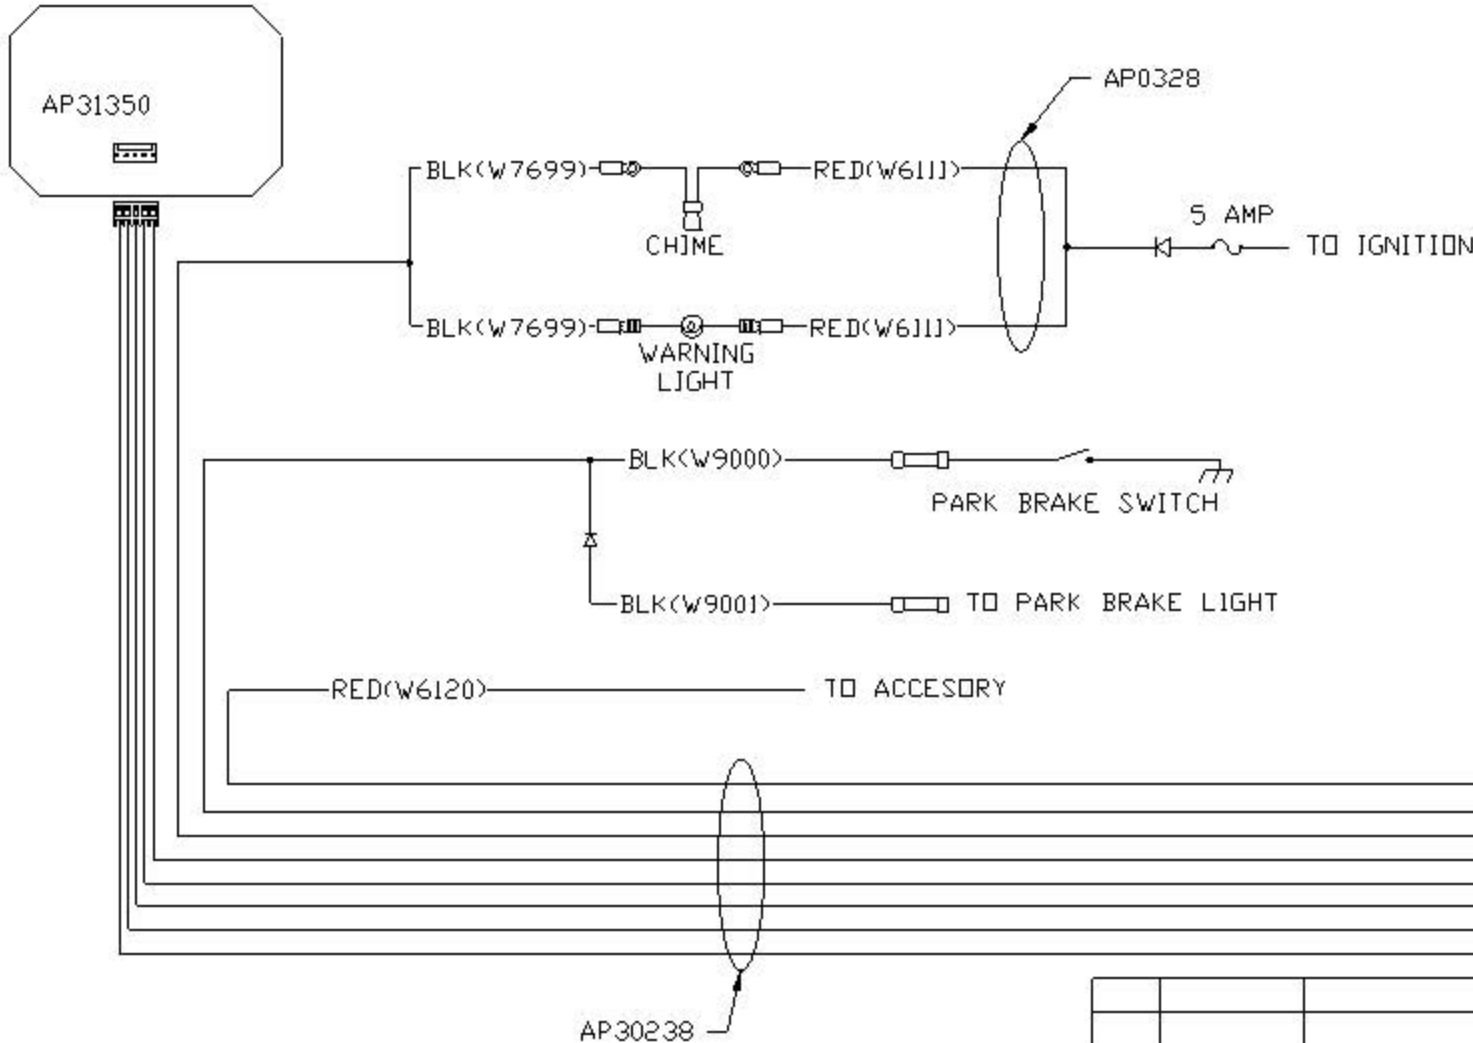 AP31350
AP0328
BLK(W7699)
RED(W6111)
5 AMP
CHIME
TO IGNITION
BLK(W7699)
RED(W6111)
WARNING
LIGHT
BLK(W9000)
PARK BRAKE SWITCH
BLK(W9001)
TO PARK BRAKE LIGHT
RED(W6120)
TO ACCESORY
AP30238